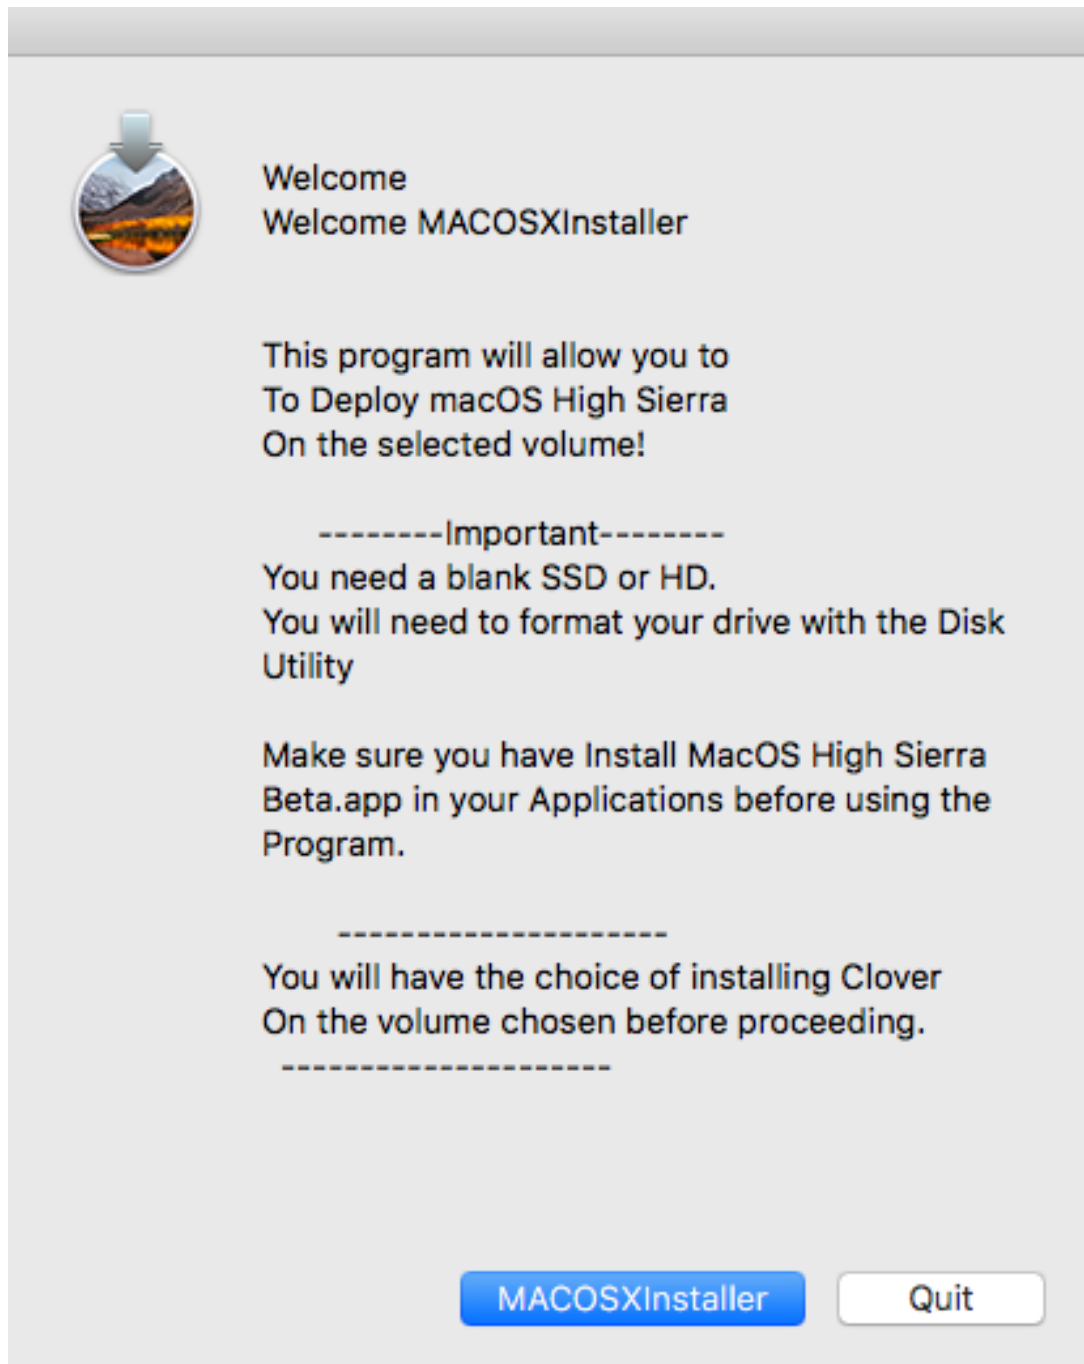 Welcome
Welcome MACOSXInstaller
This program will allow you to
To Deploy macOS High Sierra
On the selected volume!
--------Important--------
You need a blank SSD or HD.
You will need to format your drive with the Disk
Utility
Make sure you have Install MacOS High Sierra
Beta.app in your Applications before using the
Program.
---------------------
You will have the choice of installing Clover
On the volume chosen before proceeding.
---------------------
MACOSXInstaller
Quit